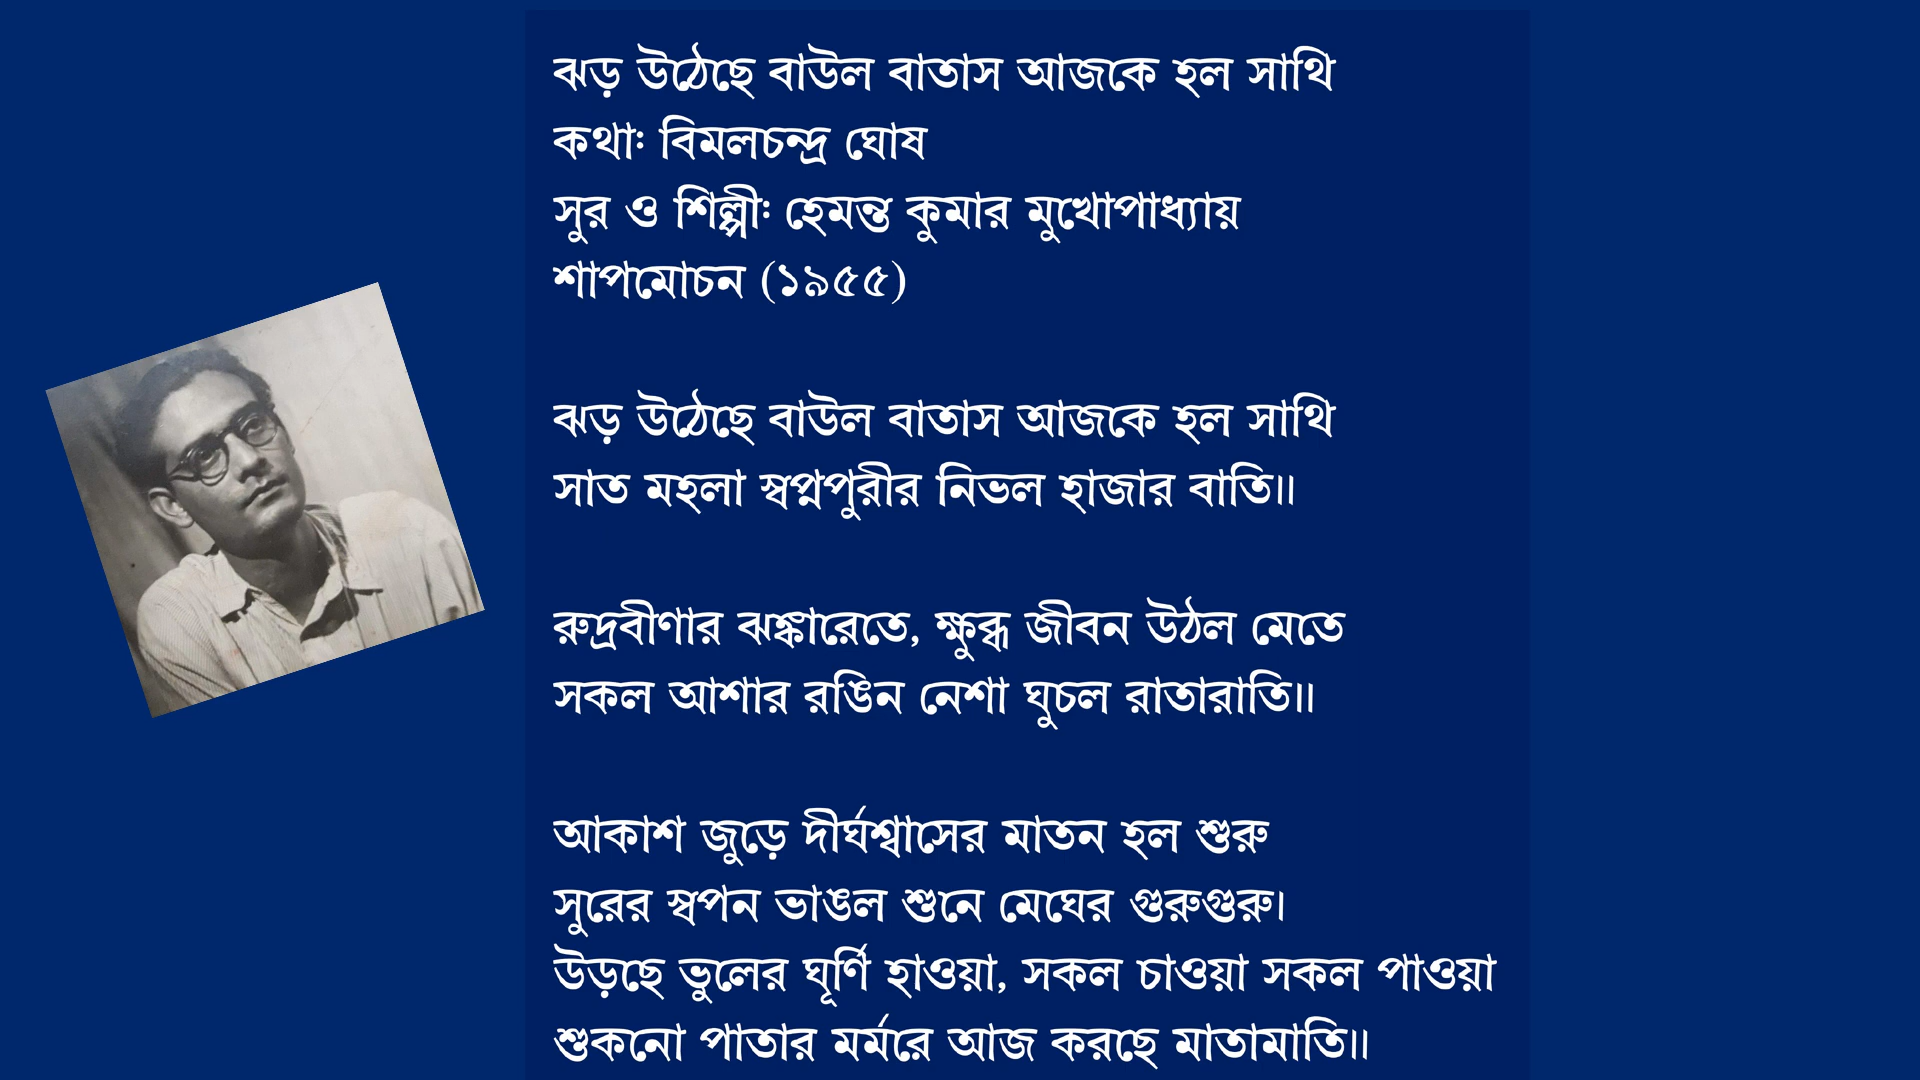 ঝড় উঠেছে বাউল বাতাস আজকে হল সাথি
কথাঃ বিমলচন্দ্র ঘোষ
সুর ও শিল্পীঃ হেমন্ত কুমার মুখোপাধ্যায়
শাপমোচন (১৯৫৫)
ঝড় উঠেছে বাউল বাতাস আজকে হল সাথি
সাত মহলা স্বপ্নপুরীর নিভল হাজার বাতি॥
রুদ্রবীণার ঝঙ্কারেতে, ক্ষুব্ধ জীবন উঠল মেতে
সকল আশার রঙিন নেশা ঘুচল রাতারাতি॥
আকাশ জুড়ে দীর্ঘশ্বাসের মাতন হল শুরু
সুরের স্বপন ভাঙল শুনে মেঘের গুরুগুরু।
উড়ছে ভুলের ঘূর্ণি হাওয়া, সকল চাওয়া সকল পাওয়া
শুকনো পাতার মর্মরে আজ করছে মাতামাতি॥